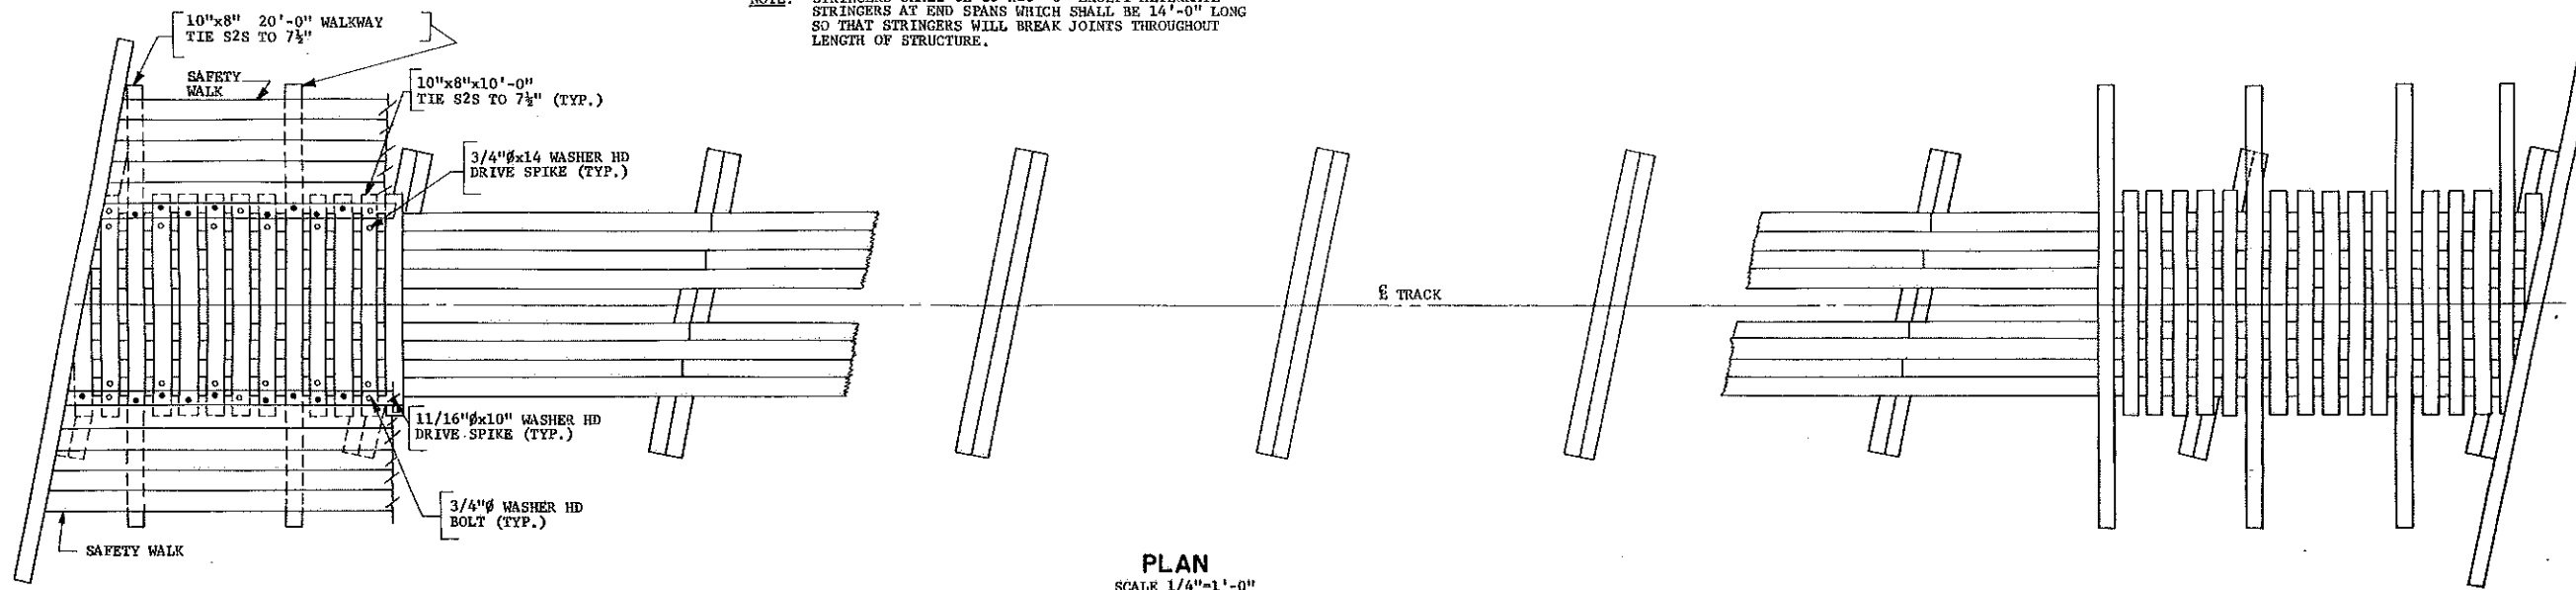 NOTE:
STRINGERS AT END SPANS WHICH SHALL BE 14'-0" LONG
SO THAT STRINGERS WILL BREAK JOINTS THROUGHOUT
LENGTH OF STRUCTURE.
10"x8" 20'-0" WALKWAY
TIE S2S TO 7½"
SAFETY
WALK
10"x8"x10'-0"
TIE S2S TO 7½" (TYP.)
3/4"Øx14 WASHER HD
DRIVE SPIKE (TYP.)
℄ TRACK
11/16"Øx10" WASHER HD
DRIVE SPIKE (TYP.)
3/4"Ø WASHER HD
BOLT (TYP.)
SAFETY WALK
PLAN
SCALE 1/4"=1'-0"